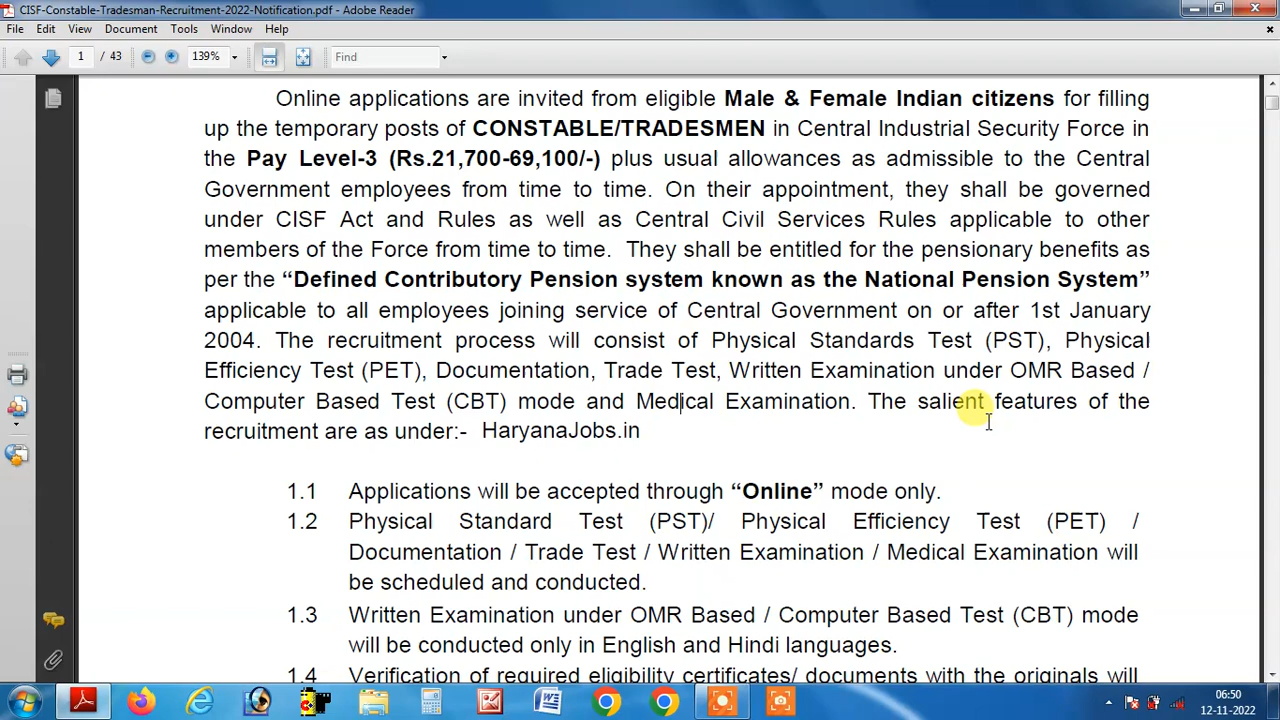 CISF-Constable-Tradesman-Recruitment-2022-Notification.pdf - Adobe Reader
File Edit View Document Tools Window Help
1 / 43 139% Find
Online applications are invited from eligible Male & Female Indian citizens for filling
up the temporary posts of CONSTABLE/TRADESMEN in Central Industrial Security Force in
the Pay Level-3 (Rs.21,700-69,100/-) plus usual allowances as admissible to the Central
Government employees from time to time. On their appointment, they shall be governed
under CISF Act and Rules as well as Central Civil Services Rules applicable to other
members of the Force from time to time. They shall be entitled for the pensionary benefits as
per the “Defined Contributory Pension system known as the National Pension System”
applicable to all employees joining service of Central Government on or after 1st January
2004. The recruitment process will consist of Physical Standards Test (PST), Physical
Efficiency Test (PET), Documentation, Trade Test, Written Examination under OMR Based /
Computer Based Test (CBT) mode and Medical Examination. The salient features of the
recruitment are as under:- HaryanaJobs.in
1.1 Applications will be accepted through “Online” mode only.
1.2 Physical Standard Test (PST)/ Physical Efficiency Test (PET) /
Documentation / Trade Test / Written Examination / Medical Examination will
be scheduled and conducted.
1.3 Written Examination under OMR Based / Computer Based Test (CBT) mode
will be conducted only in English and Hindi languages.
1.4 Verification of required eligibility certificates/ documents with the originals will
06:50
12-11-2022